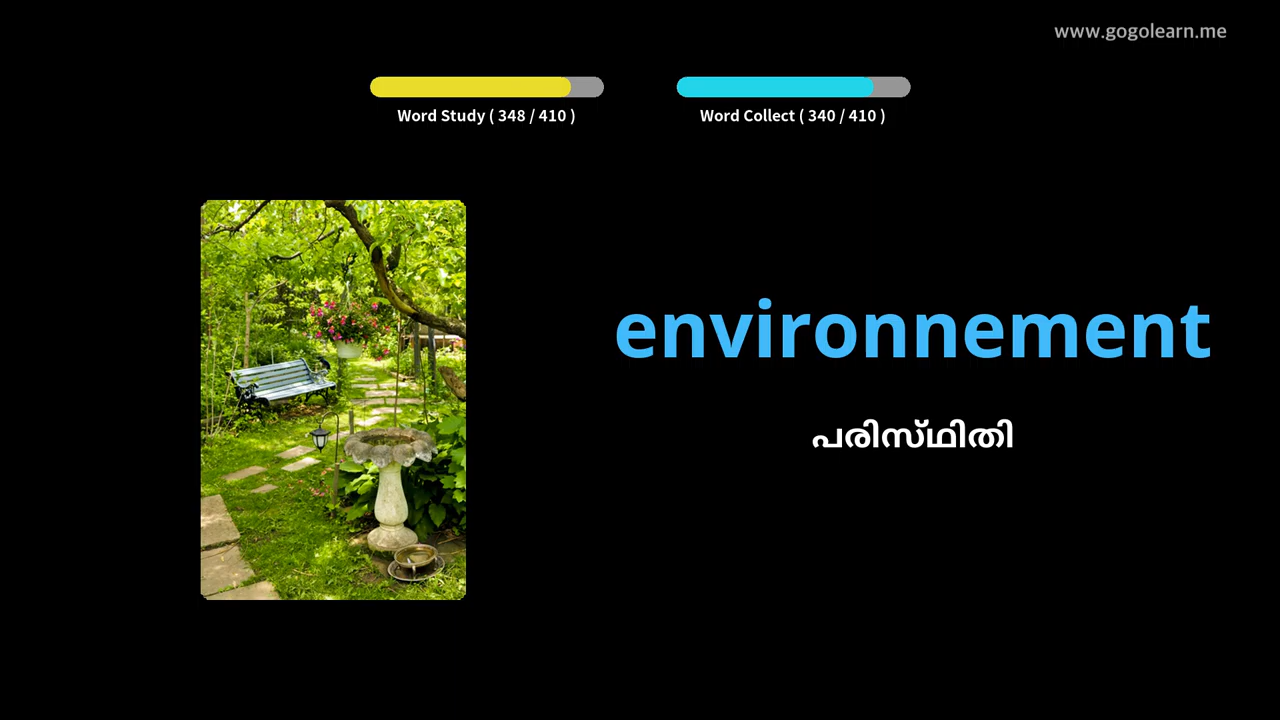 www.gogolearn.me
Word Study ( 348 / 410 )
Word Collect ( 340 / 410 )
environnement
പരിസ്ഥിതി